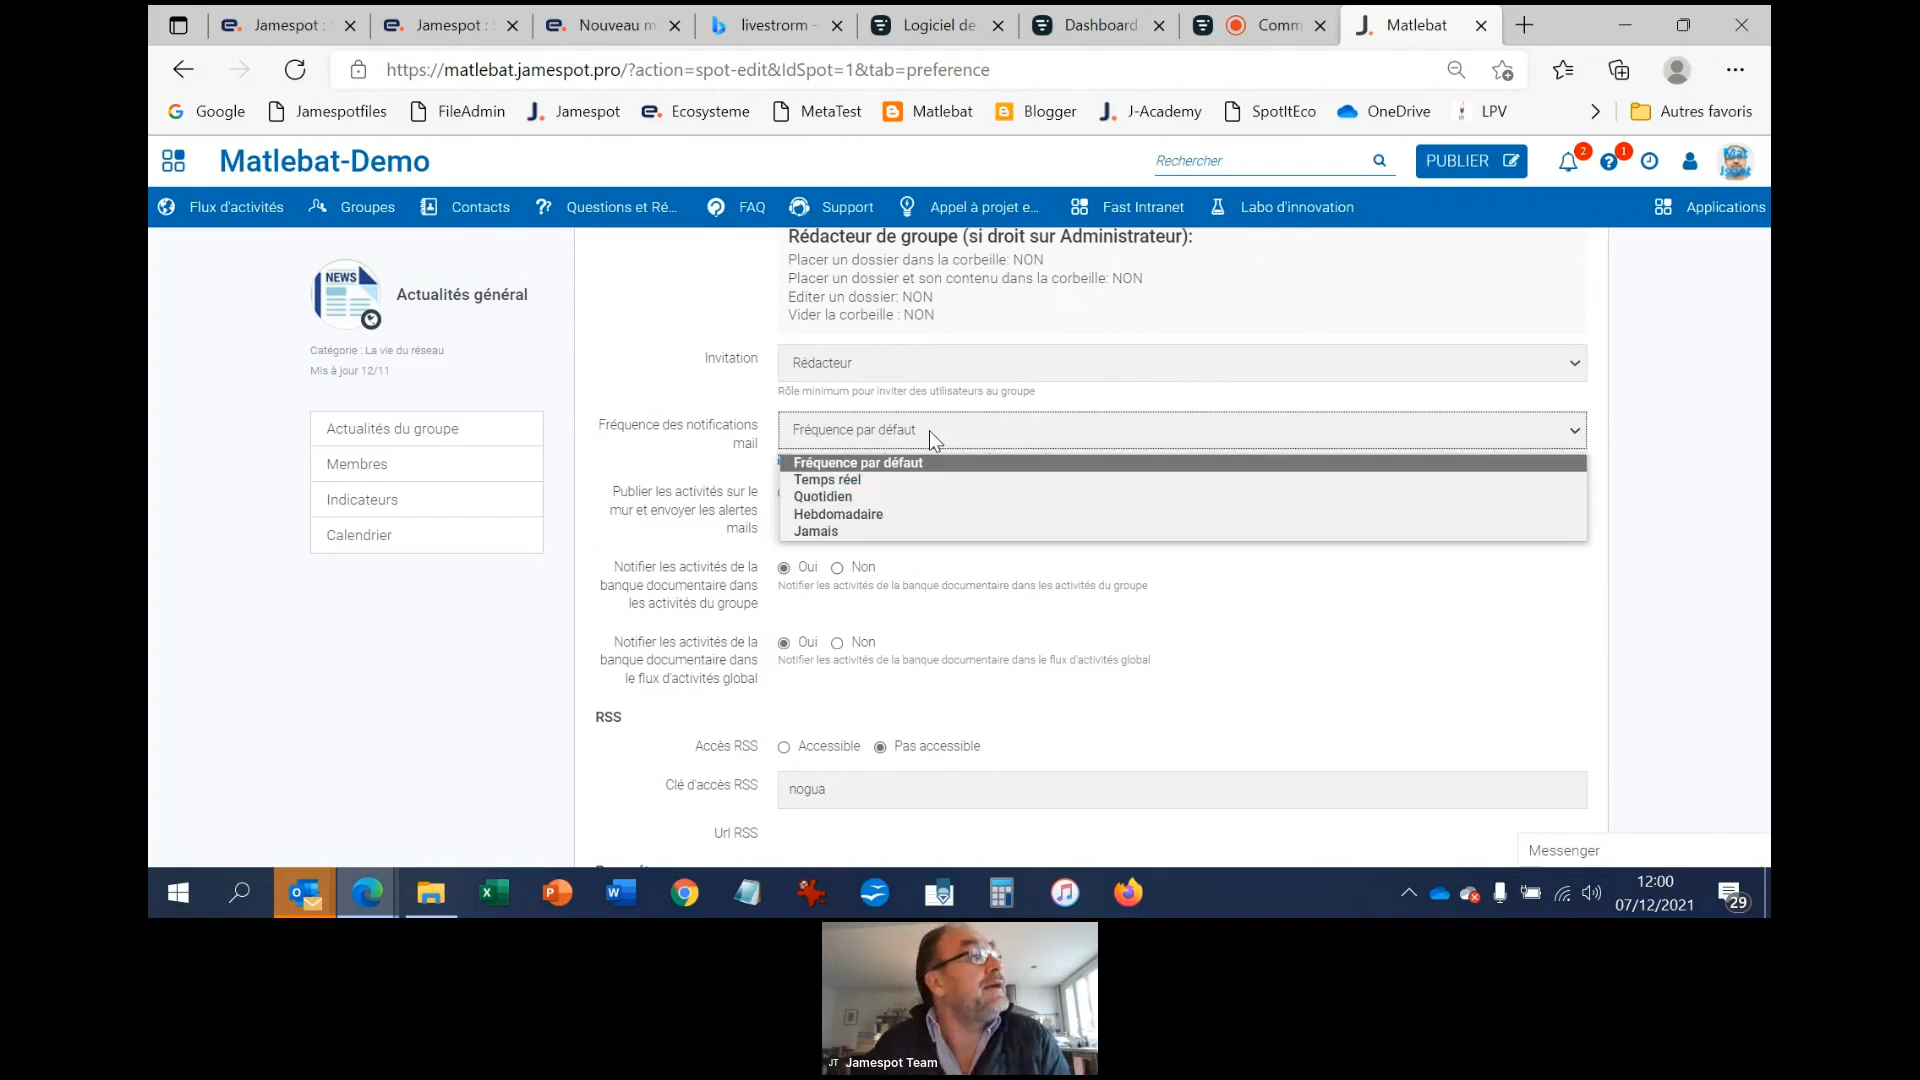 Jamespot : :
Jamespot : :
Nouveau m
livestrorm -
Logiciel de
Dashboard
Comm
Matlebat
https://matlebat.jamespot.pro/?action=spot-edit&IdSpot=1&tab=preference
Google
Jamespotfiles
FileAdmin
Jamespot
Ecosysteme
MetaTest
Matlebat
Blogger
J-Academy
SpotItEco
OneDrive
LPV
Autres favoris
Matlebat-Demo
Rechercher
PUBLIER
2
1
Flux d'activités
Groupes
Contacts
Questions et Ré...
FAQ
Support
Appel à projet e...
Fast Intranet
Labo d'innovation
Applications
NEWS
Actualités général
Catégorie : La vie du réseau
Mis à jour 12/11
Actualités du groupe
Membres
Indicateurs
Calendrier
Rédacteur de groupe (si droit sur Administrateur):
Placer un dossier dans la corbeille: NON
Placer un dossier et son contenu dans la corbeille: NON
Editer un dossier: NON
Vider la corbeille : NON
Invitation
Rédacteur
Rôle minimum pour inviter des utilisateurs au groupe
Fréquence des notifications
mail
Fréquence par défaut
Fréquence par défaut
Temps réel
Quotidien
Hebdomadaire
Jamais
Publier les activités sur le
mur et envoyer les alertes
mails
Notifier les activités de la
banque documentaire dans
les activités du groupe
Oui Non
Notifier les activités de la banque documentaire dans les activités du groupe
Notifier les activités de la
banque documentaire dans
le flux d'activités global
Oui Non
Notifier les activités de la banque documentaire dans le flux d'activités global
RSS
Accès RSS
Accessible Pas accessible
Clé d'accès RSS
nogua
Url RSS
Messenger
12:00
07/12/2021
29
JT Jamespot Team